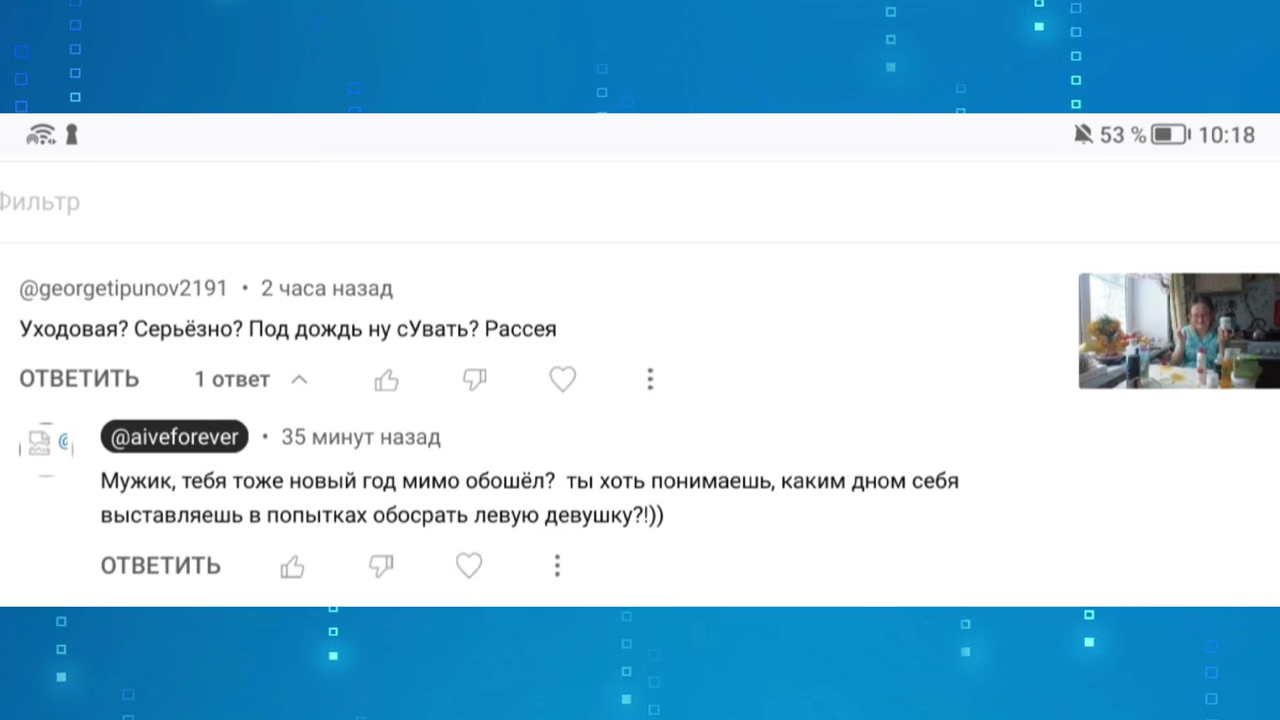 53 % 10:18
Фильтр
@georgetipunov2191 • 2 часа назад
Уходовая? Серьёзно? Под дождь ну сУвать? Рассея
ОТВЕТИТЬ 1 ответ
@aiveforever • 35 минут назад
Мужик, тебя тоже новый год мимо обошёл? ты хоть понимаешь, каким дном себя
выставляешь в попытках обосрать левую девушку?!))
ОТВЕТИТЬ